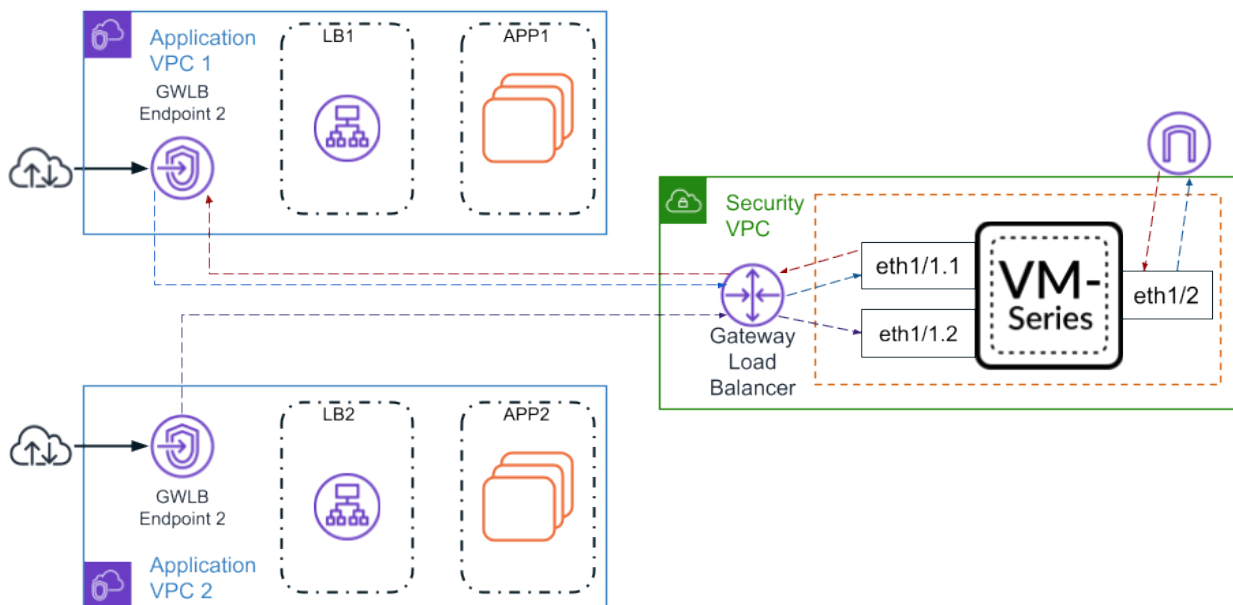 Application
VPC 1
GWLB
Endpoint 2
LB1
APP1
Security
VPC
eth1/1.1
eth1/1.2
VM-
Series
eth1/2
Gateway
Load
Balancer
LB2
APP2
GWLB
Endpoint 2
Application
VPC 2